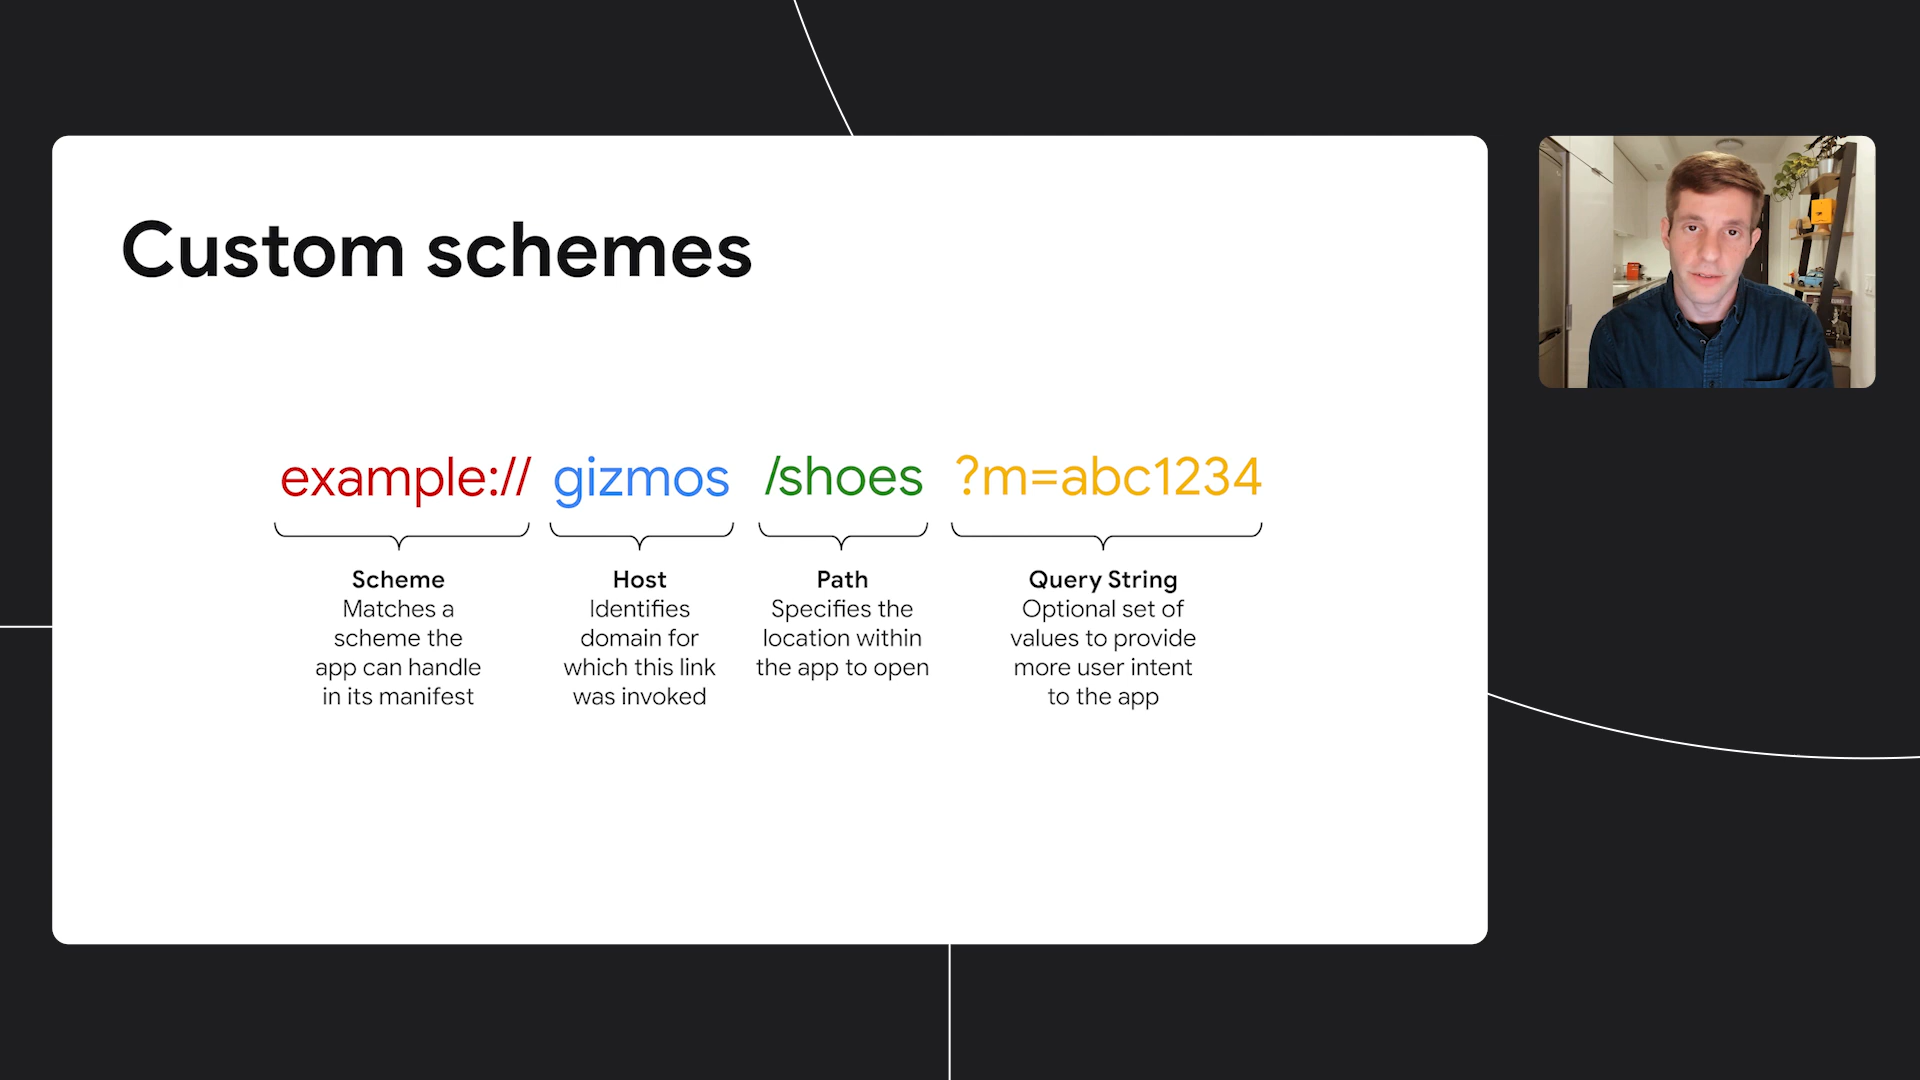 Custom schemes
example:// gizmos /shoes ?m=abc1234
Scheme
Matches a
scheme the
app can handle
in its manifest
Host
Identifies
domain for
which this link
was invoked
Path
Specifies the
location within
the app to open
Query String
Optional set of
values to provide
more user intent
to the app